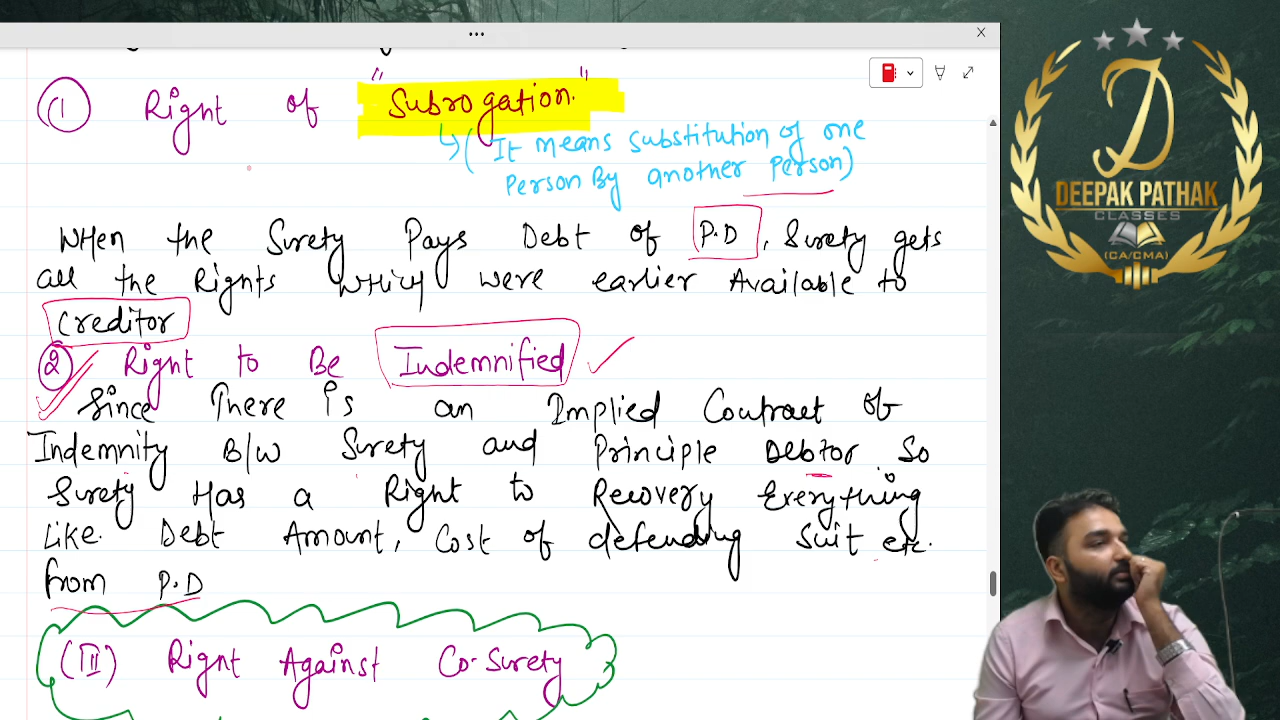 ① Right of "Subrogation."
↳ ( It means substitution of one
Person By another Person)
When the Surety Pays Debt of P.D, Surety gets
all the Rights Which were earlier Available to
Creditor
② Right to Be Indemnified ✓
Since There Is an Implied Contract of
Indemnity B/W Surety and Principle Debtor So
Surety Has a Right to Recovery Everything
Like Debt Amount, Cost of defending Suit etc.
from P.D
(III) Right Against Co-Surety
D
DEEPAK PATHAK
CLASSES
(CA/CMA)